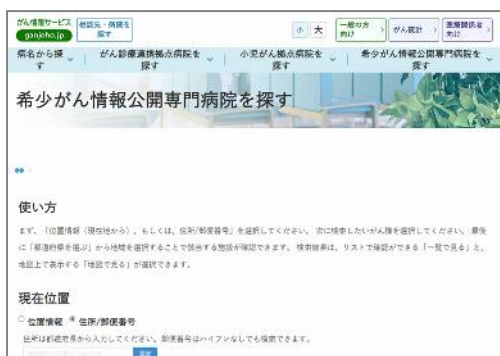 がん情報サービス
ganjoho.jp
相談先・病院を
探す
小 大
一般の方
向け
がん統計
医療関係者
向け
病名から探
す
がん診療連携拠点病院を
探す
小児がん拠点病院を
探す
希少がん情報公開専門病院を
探す
希少がん情報公開専門病院を探す
使い方
まず、「位置情報（現在地から）、もしくは、住所/郵便番号」を選択してください。 次に検索したいがん種を選択してください。 最後
に「都道府県を選ぶ」から地域を選択することで該当する施設が確認できます。 検索結果は、リストで確認ができる「一覧で見る」と、
地図上で表示する「地図で見る」が選択できます。
現在位置
位置情報 住所/郵便番号
住所は都道府県から入力してください。郵便番号はハイフンなしでも検索できます。